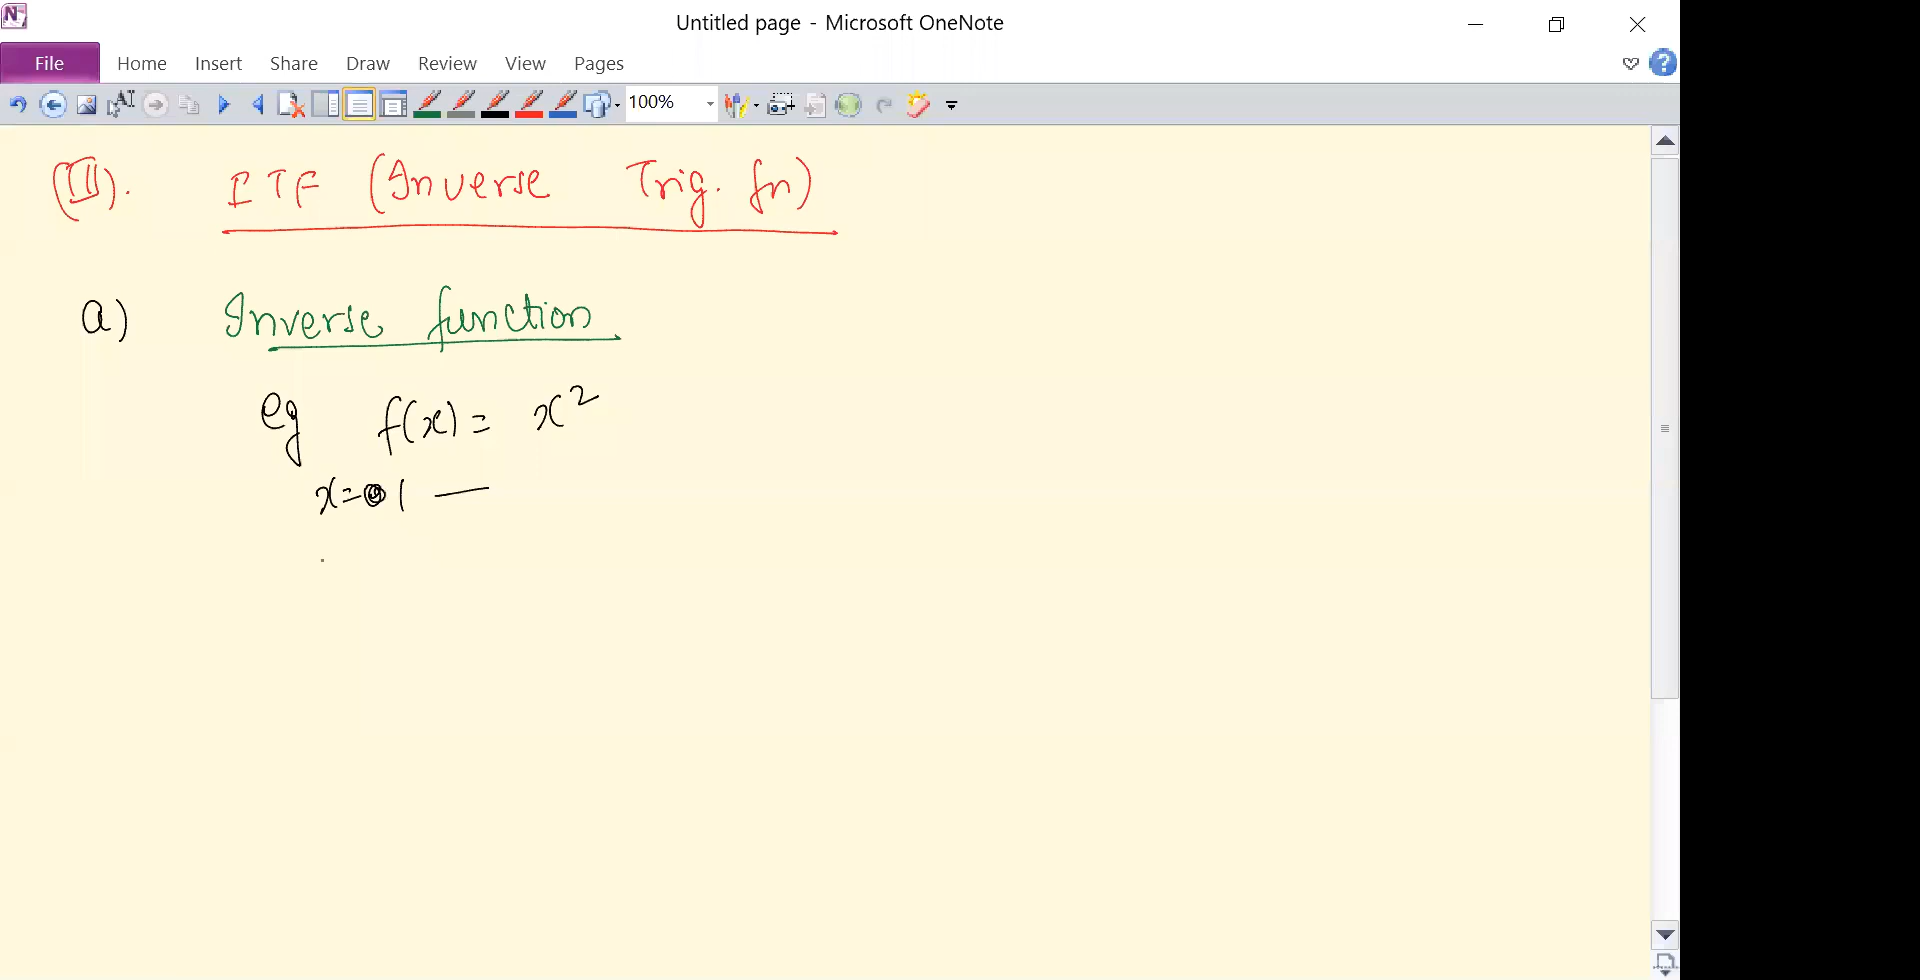 Untitled page - Microsoft OneNote
File Home Insert Share Draw Review View Pages
100%
(III). ITF (Inverse Trig. fn)
a) Inverse function
eg f(x) = x²
x = 1 —